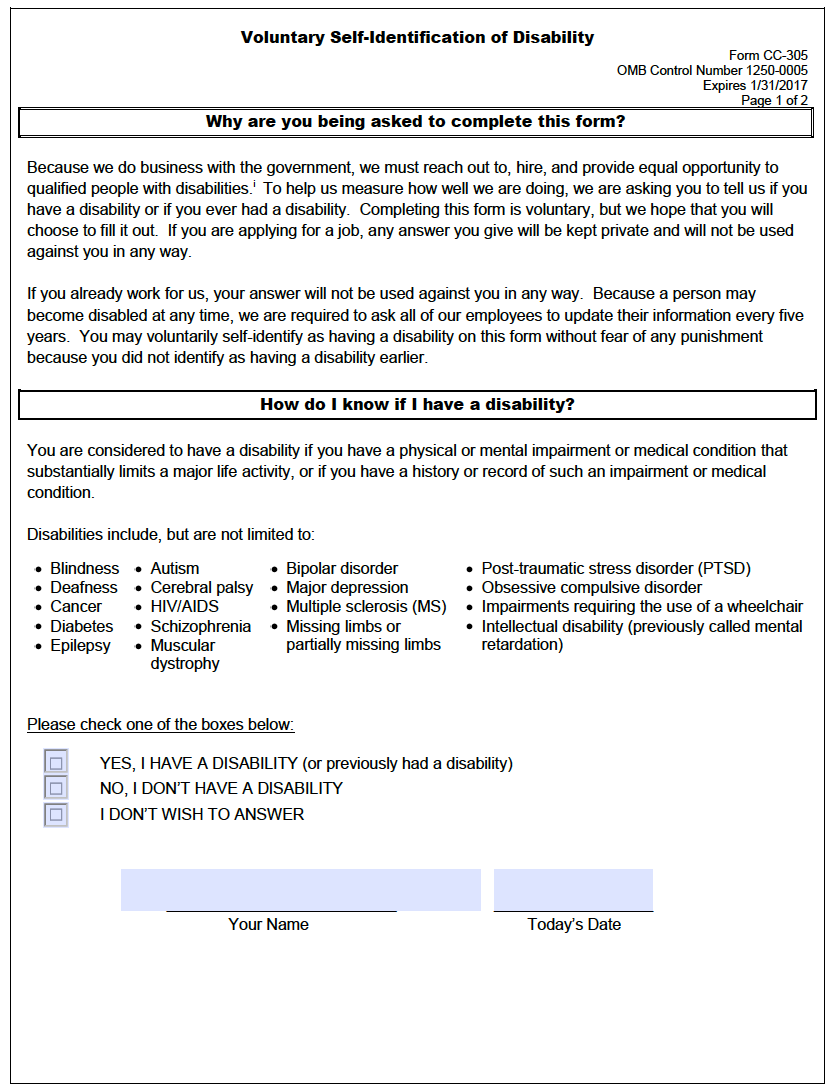 Voluntary Self-Identification of Disability
Form CC-305
OMB Control Number 1250-0005
Expires 1/31/2017
Page 1 of 2
Why are you being asked to complete this form?
Because we do business with the government, we must reach out to, hire, and provide equal opportunity to
qualified people with disabilities.i To help us measure how well we are doing, we are asking you to tell us if you
have a disability or if you ever had a disability. Completing this form is voluntary, but we hope that you will
choose to fill it out. If you are applying for a job, any answer you give will be kept private and will not be used
against you in any way.
If you already work for us, your answer will not be used against you in any way. Because a person may
become disabled at any time, we are required to ask all of our employees to update their information every five
years. You may voluntarily self-identify as having a disability on this form without fear of any punishment
because you did not identify as having a disability earlier.
How do I know if I have a disability?
You are considered to have a disability if you have a physical or mental impairment or medical condition that
substantially limits a major life activity, or if you have a history or record of such an impairment or medical
condition.
Disabilities include, but are not limited to:
• Blindness
• Deafness
• Cancer
• Diabetes
• Epilepsy
• Autism
• Cerebral palsy
• HIV/AIDS
• Schizophrenia
• Muscular
dystrophy
• Bipolar disorder
• Major depression
• Multiple sclerosis (MS)
• Missing limbs or
partially missing limbs
• Post-traumatic stress disorder (PTSD)
• Obsessive compulsive disorder
• Impairments requiring the use of a wheelchair
• Intellectual disability (previously called mental
retardation)
Please check one of the boxes below:
YES, I HAVE A DISABILITY (or previously had a disability)
NO, I DON'T HAVE A DISABILITY
I DON'T WISH TO ANSWER
Your Name
Today's Date